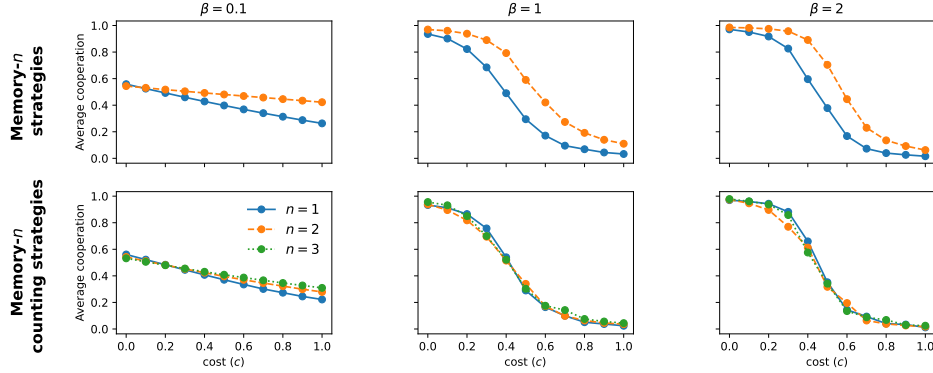 β = 0.1
β = 1
β = 2
Memory-n
strategies
Average cooperation
1.0
0.8
0.6
0.4
0.2
0.0
Memory-n
counting strategies
Average cooperation
1.0
0.8
0.6
0.4
0.2
0.0
n = 1
n = 2
n = 3
0.0 0.2 0.4 0.6 0.8 1.0
cost (c)
0.0 0.2 0.4 0.6 0.8 1.0
cost (c)
0.0 0.2 0.4 0.6 0.8 1.0
cost (c)